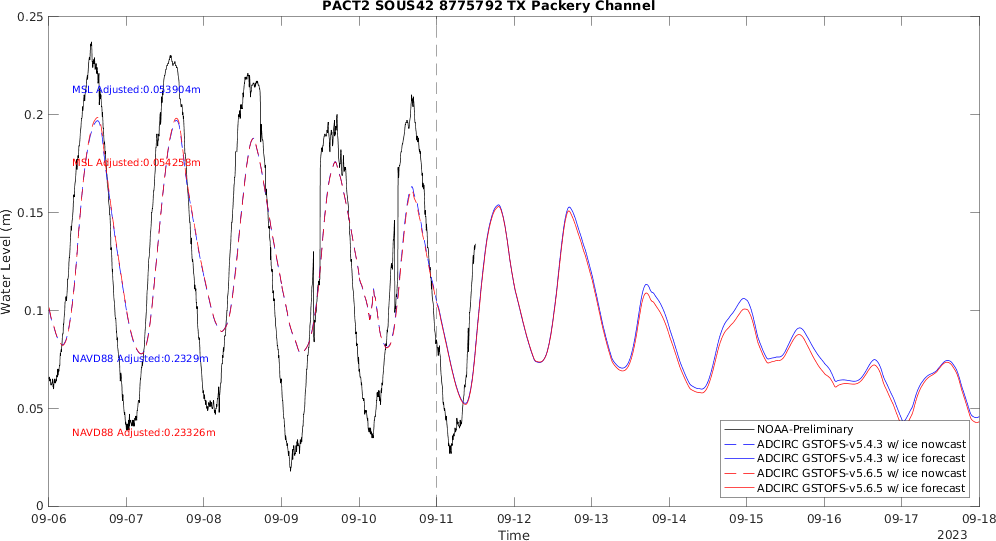 PACT2 SOUS42 8775792 TX Packery Channel
0.25
0.2
0.15
0.1
0.05
0
Water Level (m)
MSL Adjusted:0.053904m
MSL Adjusted:0.054258m
NAVD88 Adjusted:0.2329m
NAVD88 Adjusted:0.23326m
NOAA-Preliminary
ADCIRC GSTOFS-v5.4.3 w/ ice nowcast
ADCIRC GSTOFS-v5.4.3 w/ ice forecast
ADCIRC GSTOFS-v5.6.5 w/ ice nowcast
ADCIRC GSTOFS-v5.6.5 w/ ice forecast
09-06 09-07 09-08 09-09 09-10 09-11 09-12 09-13 09-14 09-15 09-16 09-17 09-18
Time
2023